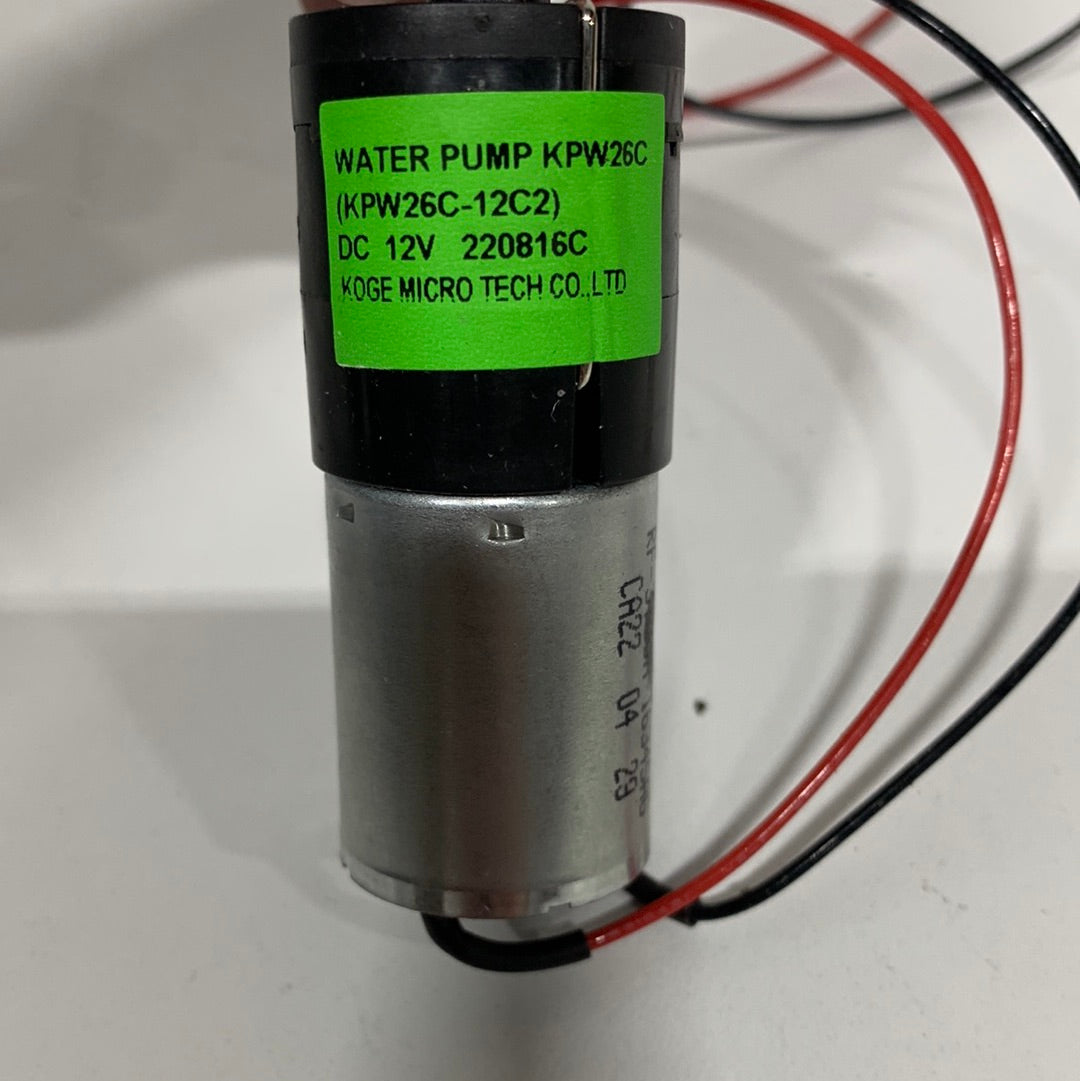 WATER PUMP KPW26C
(KPW26C-12C2)
DC 12V 220816C
KOGE MICRO TECH CO.,LTD
CA22 04 29